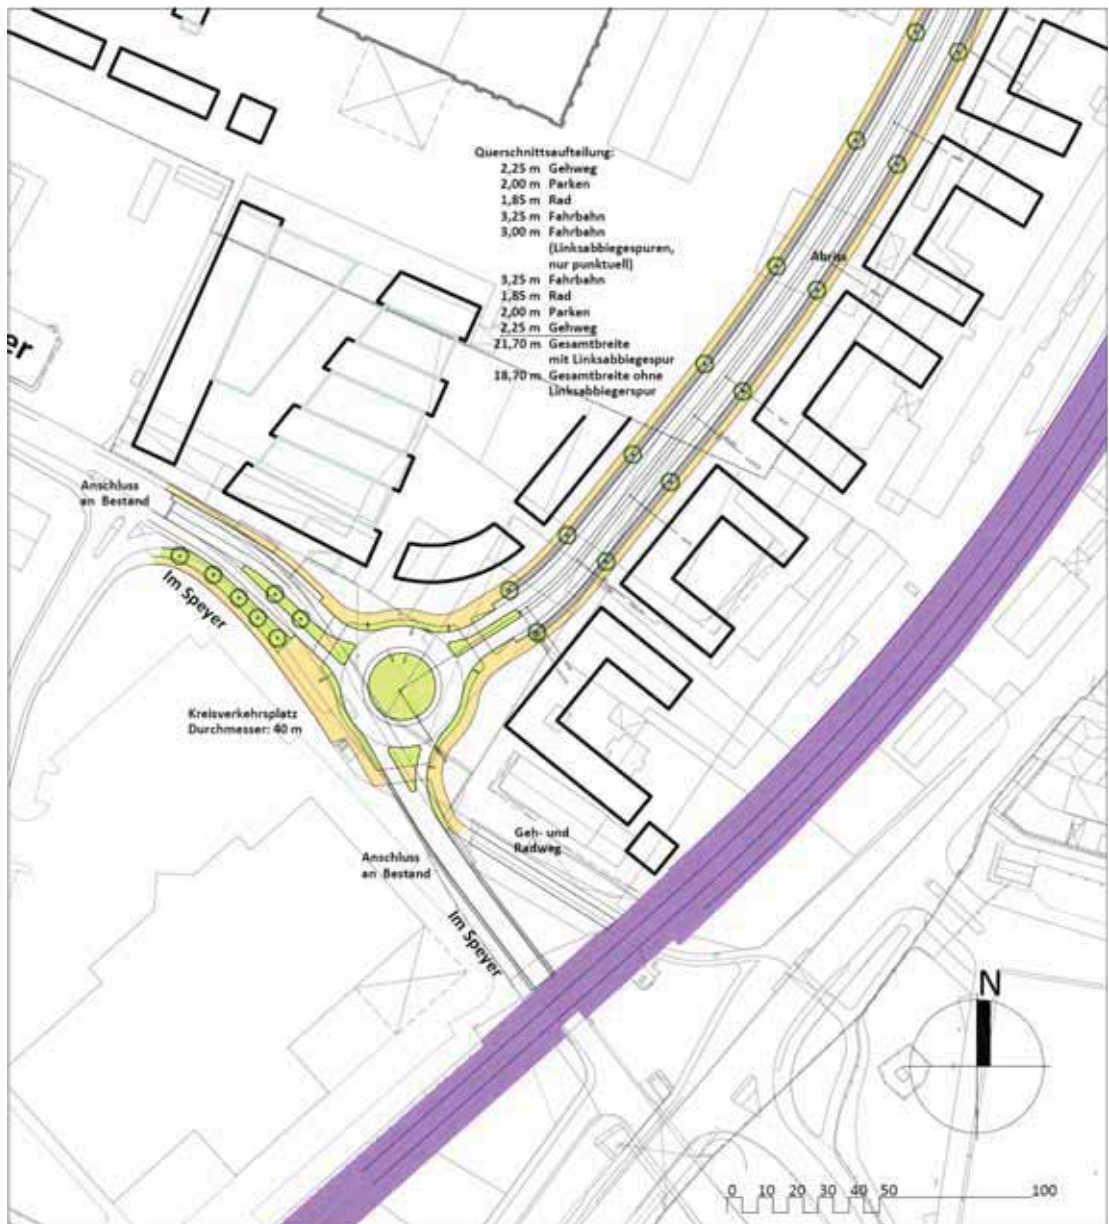 Querschnittsaufteilung:
2,25 m Gehweg
2,00 m Parken
1,85 m Rad
3,25 m Fahrbahn
3,00 m Fahrbahn
(Linksabbiegespuren,
nur punktuell)
3,25 m Fahrbahn
1,85 m Rad
2,00 m Parken
2,25 m Gehweg
21,70 m Gesamtbreite
mit Linksabbiegespur
18,70 m Gesamtbreite ohne
Linksabbiegerspur
Abriss
er
Anschluss
an Bestand
Im Speyer
Kreisverkehrsplatz
Durchmesser: 40 m
Geh- und
Radweg
Anschluss
an Bestand
Im Speyer
N
0 10 20 30 40 50 100